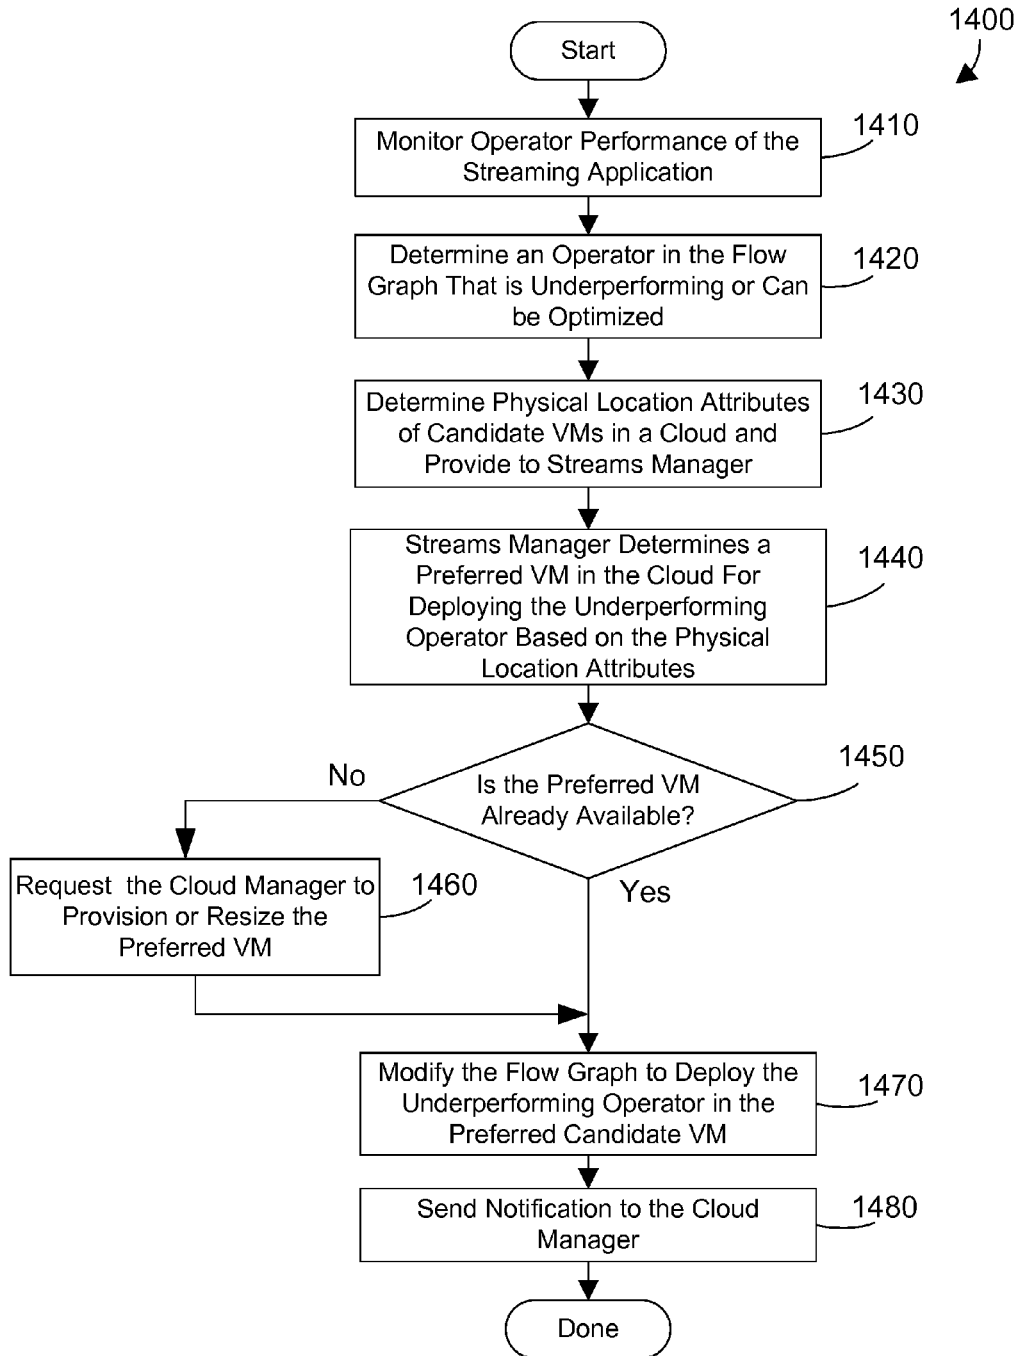 1400
Start
Monitor Operator Performance of the
Streaming Application
1410
Determine an Operator in the Flow
Graph That is Underperforming or Can
be Optimized
1420
Determine Physical Location Attributes
of Candidate VMs in a Cloud and
Provide to Streams Manager
1430
Streams Manager Determines a
Preferred VM in the Cloud For
Deploying the Underperforming
Operator Based on the Physical
Location Attributes
1440
Is the Preferred VM
Already Available?
1450
No
Yes
Request the Cloud Manager to
Provision or Resize the
Preferred VM
1460
Modify the Flow Graph to Deploy the
Underperforming Operator in the
Preferred Candidate VM
1470
Send Notification to the Cloud
Manager
1480
Done